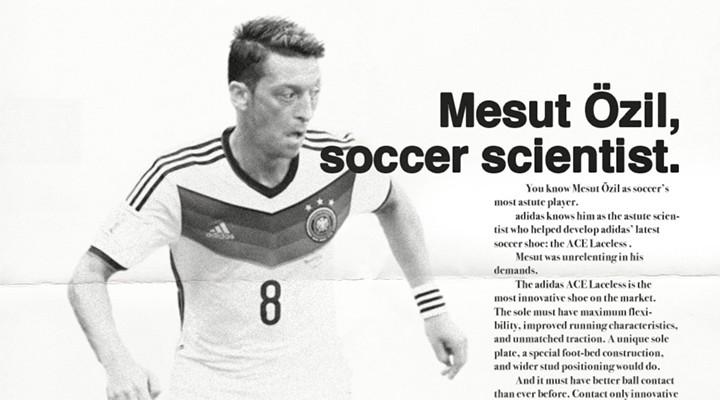 Mesut Özil,
soccer scientist.
You know Mesut Özil as soccer's
most astute player.
adidas knows him as the astute scien-
tist who helped develop adidas' latest
soccer shoe: the ACE Laceless .
Mesut was unrelenting in his
demands.
The adidas ACE Laceless is the
most innovative shoe on the market.
The sole must have maximum flexi-
bility, improved running characteristics,
and unmatched traction. A unique sole
plate, a special foot-bed construction,
and wider stud positioning would do.
And it must have better ball contact
than ever before. Contact only innovative
adidas
8